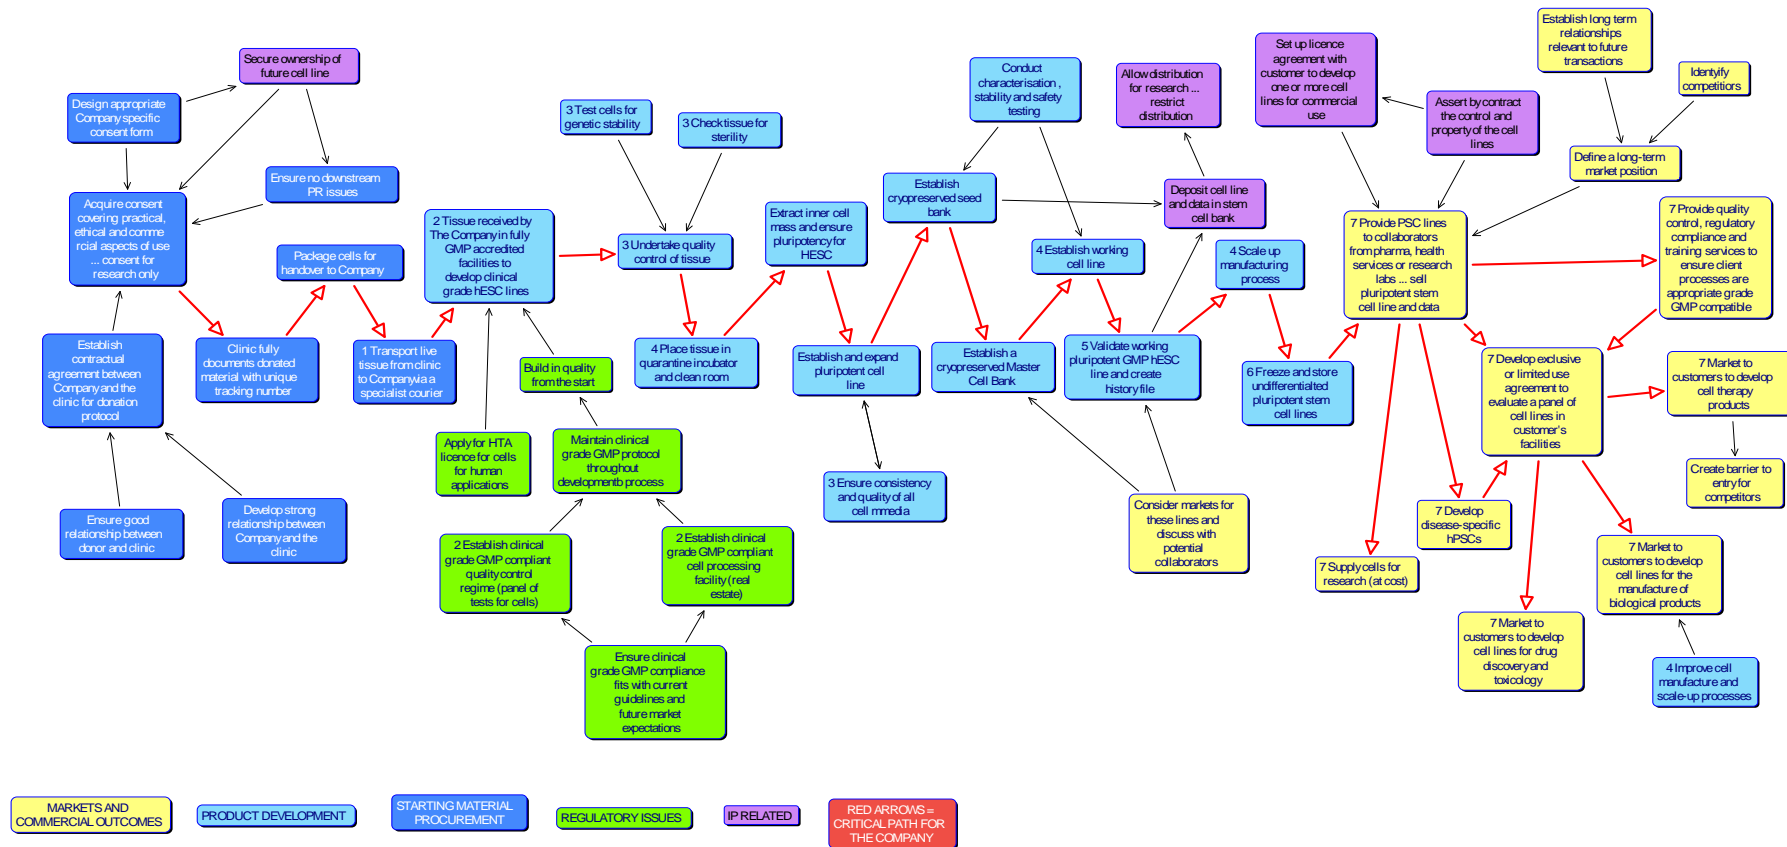 Secure ownership of
future cell line
Design appropriate
Company specific
consent form
Ensure no downstream
PR issues
Acquire consent
covering practical,
ethical and comme
rcial aspects of use
... consent for
research only
Package cells for
handover to Company
Establish
contractual
agreement between
Company and the
clinic for donation
protocol
Clinic fully
documents donated
material with unique
tracking number
1 Transport live
tissue from clinic
to Company via a
specialist courier
Ensure good
relationship between
donor and clinic
Develop strong
relationship between
Company and the
clinic
2 Tissue received by
The Company in fully
GMP accredited
facilities to
develop clinical
grade hESC lines
Build in quality
from the start
Apply for HTA
licence for cells
for human
applications
Maintain clinical
grade GMP protocol
throughout
developmentb process
2 Establish clinical
grade GMP compliant
quality control
regime (panel of
tests for cells)
2 Establish clinical
grade GMP compliant
cell processing
facility (real
estate)
Ensure clinical
grade GMP compliance
fits with current
guidelines and
future market
expectations
3 Test cells for
genetic stability
3 Check tissue for
sterility
3 Undertake quality
control of tissue
4 Place tissue in
quarantine incubator
and clean room
Extract inner cell
mass and ensure
pluripotency for
HESC
Establish and expand
pluripotent cell
line
3 Ensure consistency
and quality of all
cell mmedia
Conduct
characterisation ,
stability and safety
testing
Establish
cryopreserved seed
bank
Allow distribution
for research ...
restrict
distribution
Deposit cell line
and data in stem
cell bank
4 Establish working
cell line
Establish a
cryopreserved Master
Cell Bank
5 Validate working
pluripotent GMP hESC
line and create
history file
4 Scale up
manufacturing
process
6 Freeze and store
undifferentialted
pluripotent stem
cell lines
Consider markets for
these lines and
discuss with
potential
collaborators
Set up licence
agreement with
customer to develop
one or more cell
lines for commercial
use
Assert by contract
the control and
property of the cell
lines
Establish long term
relationships
relevant to future
transactions
Identyify
competitiors
Define a long-term
market position
7 Provide PSC lines
to collaborators
from pharma, health
services or research
labs ... sell
pluripotent stem
cell line and data
7 Provide quality
control, regulatory
compliance and
training services to
ensure client
processes are
appropriate grade
GMP compatible
7 Develop exclusive
or limited use
agreement to
evaluate a panel of
cell lines in
customer's
facilities
7 Market to
customers to develop
cell therapy
products
Create barrier to
entry for
competitors
7 Develop
disease-specific
hPSCs
7 Supply cells for
research (at cost)
7 Market to
customers to develop
cell lines for the
manufacture of
biological products
7 Market to
customers to develop
cell lines for drug
discovery and
toxicology
4 Improve cell
manufacture and
scale-up processes
MARKETS AND
COMMERCIAL OUTCOMES
PRODUCT DEVELOPMENT
STARTING MATERIAL
PROCUREMENT
REGULATORY ISSUES
IP RELATED
RED ARROWS =
CRITICAL PATH FOR
THE COMPANY